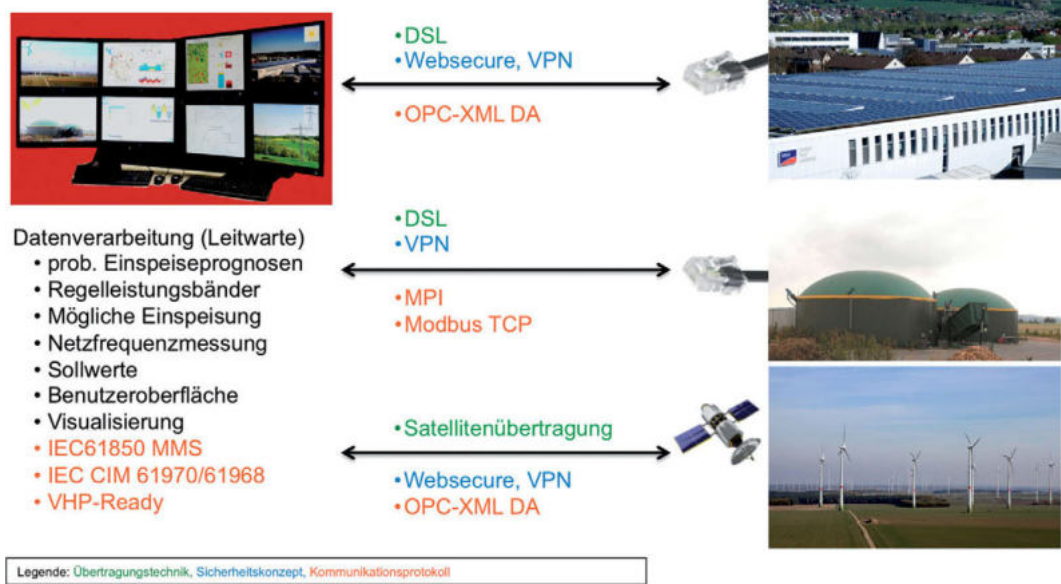 • DSL
• Websecure, VPN
• OPC-XML DA
Datenverarbeitung (Leitwarte)
• prob. Einspeiseprognosen
• Regelleistungsbänder
• Mögliche Einspeisung
• Netzfrequenzmessung
• Sollwerte
• Benutzeroberfläche
• Visualisierung
• IEC61850 MMS
• IEC CIM 61970/61968
• VHP-Ready
• DSL
• VPN
• MPI
• Modbus TCP
• Satellitenübertragung
• Websecure, VPN
• OPC-XML DA
Legende: Übertragungstechnik, Sicherheitskonzept, Kommunikationsprotokoll